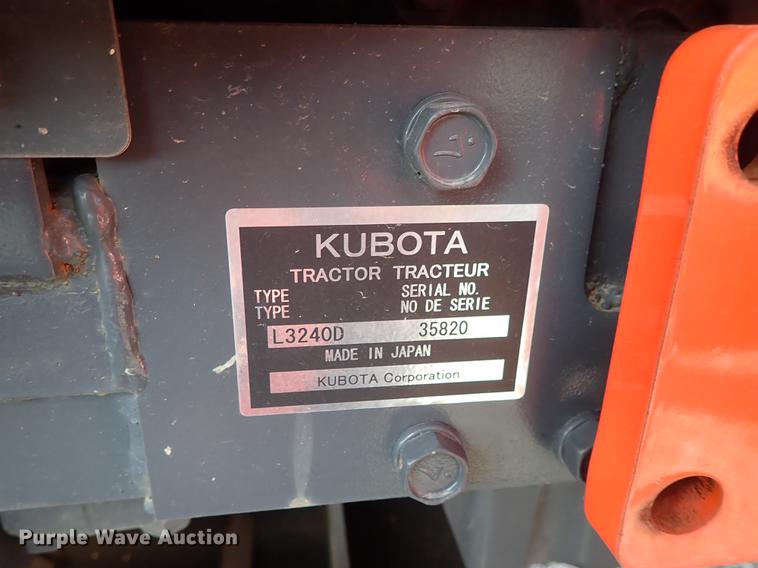 KUBOTA
TRACTOR TRACTEUR
TYPE SERIAL NO.
TYPE NO DE SERIE
L3240D 35820
MADE IN JAPAN
KUBOTA Corporation
Purple Wave Auction